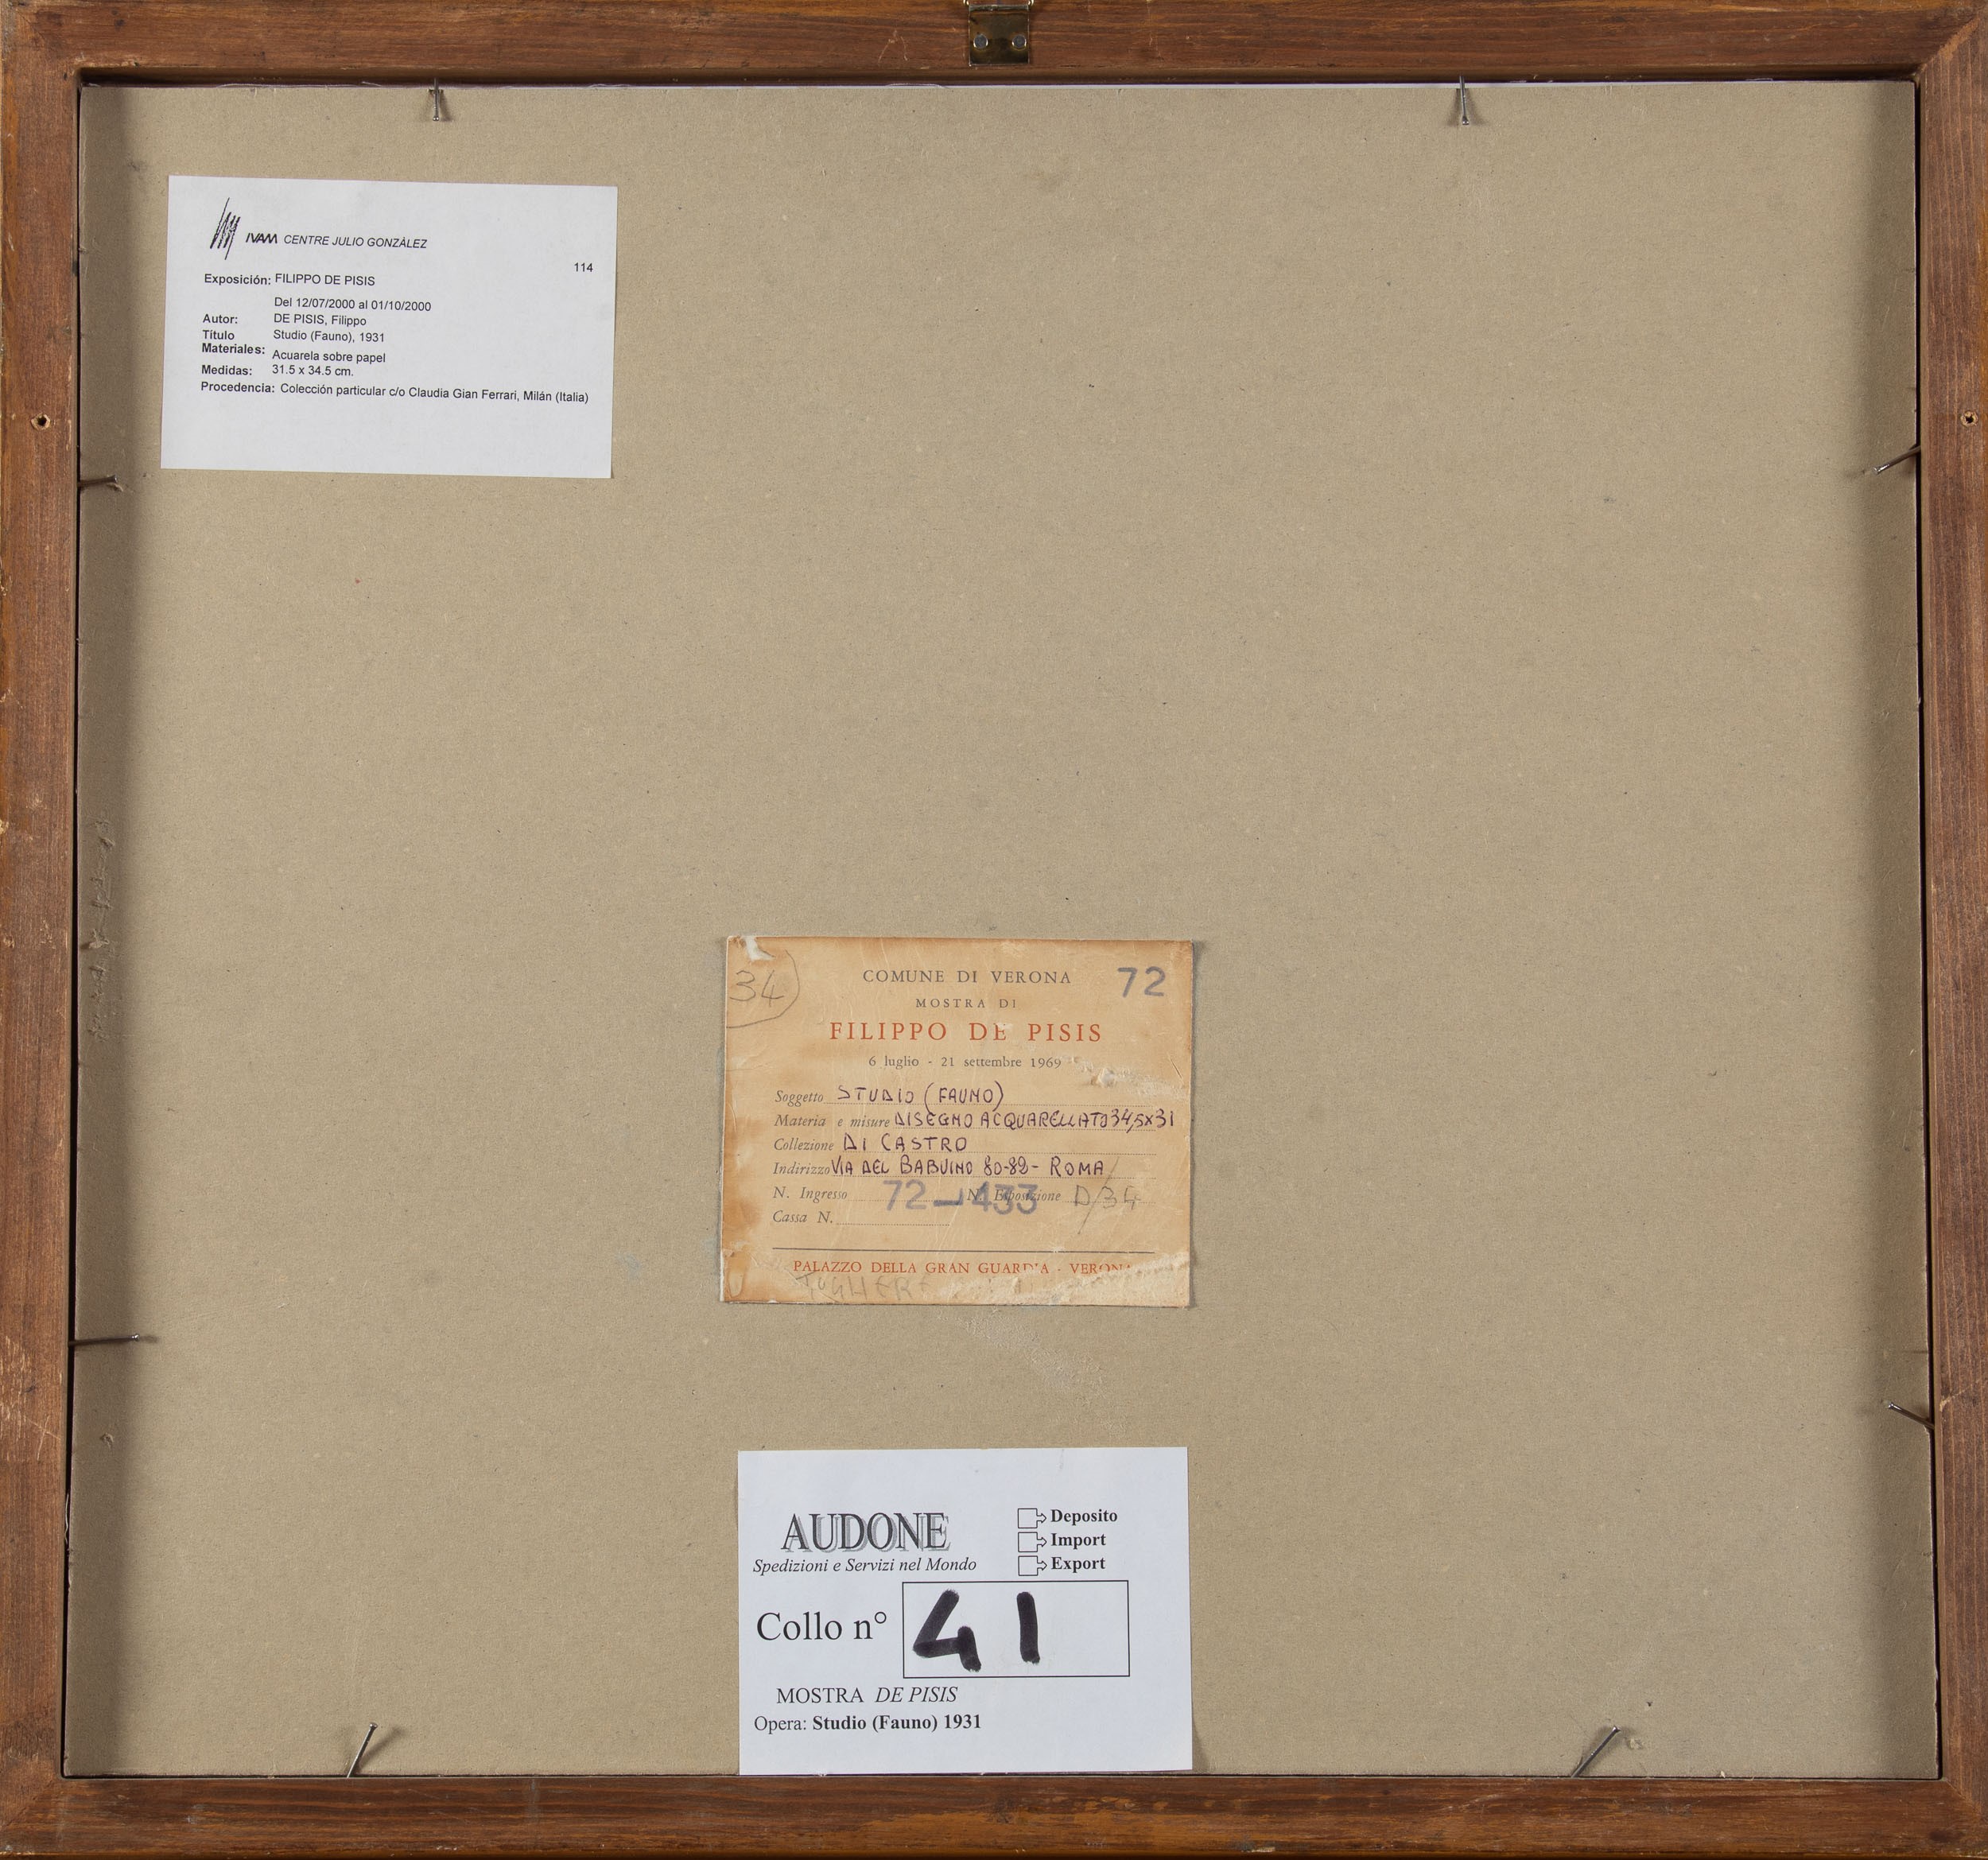 IVAM CENTRE JULIO GONZÁLEZ
114
Exposición: FILIPPO DE PISIS
Del 12/07/2000 al 01/10/2000
Autor: DE PISIS, Filippo
Título Studio (Fauno), 1931
Materiales: Acuarela sobre papel
Medidas: 31.5 x 34.5 cm.
Procedencia: Colección particular c/o Claudia Gian Ferrari, Milán (Italia)
34
COMUNE DI VERONA 72
MOSTRA DI
FILIPPO DE PISIS
6 luglio - 21 settembre 1969
Soggetto STUDIO (FAUNO)
Materia e misure DISEGNO ACQUARELLATO 34,5X31
Collezione DI CASTRO
Indirizzo VIA DEL BABUINO 80-82 - ROMA
N. Ingresso 72-433 N. Esposizione D/34
Cassa N.
PALAZZO DELLA GRAN GUARDIA - VERONA
TOGLIERE
AUDONE
Spedizioni e Servizi nel Mondo
Deposito
Import
Export
Collo n° 41
MOSTRA DE PISIS
Opera: Studio (Fauno) 1931